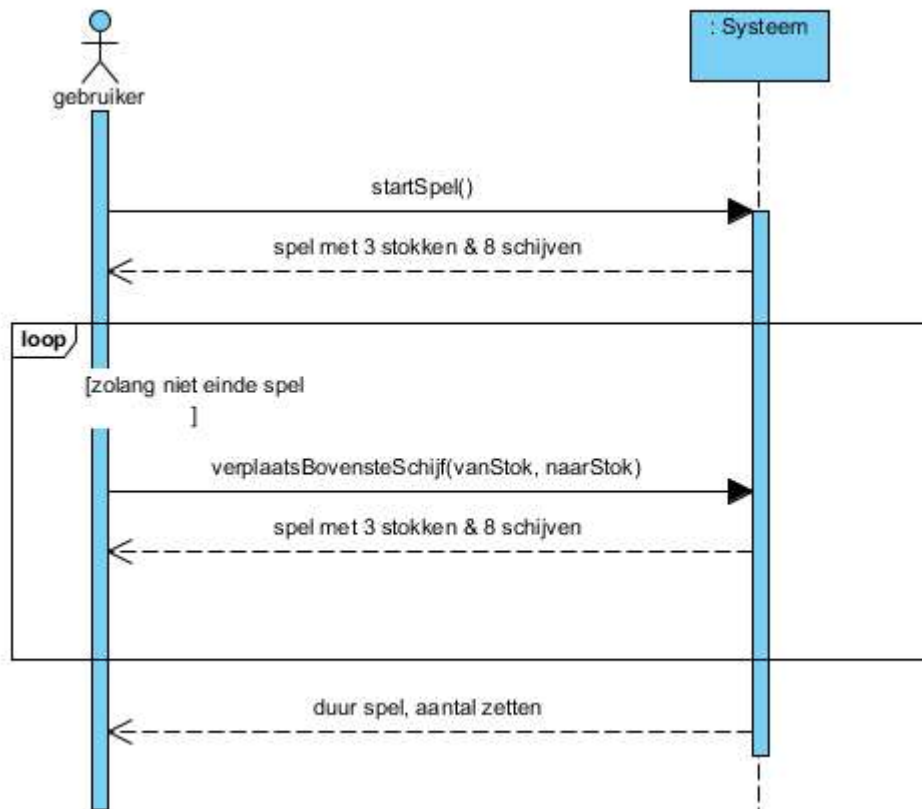 : Systeem
gebruiker
startSpel()
spel met 3 stokken & 8 schijven
loop
[zolang niet einde spel
]
verplaatsBovensteSchijf(vanStok, naarStok)
spel met 3 stokken & 8 schijven
duur spel, aantal zetten